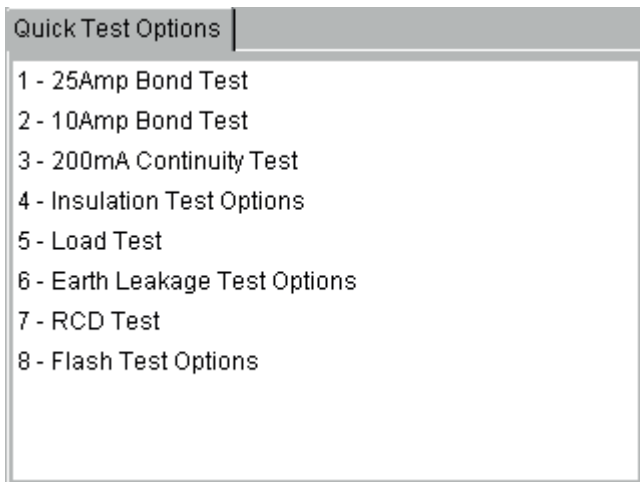 Quick Test Options
1 - 25Amp Bond Test
2 - 10Amp Bond Test
3 - 200mA Continuity Test
4 - Insulation Test Options
5 - Load Test
6 - Earth Leakage Test Options
7 - RCD Test
8 - Flash Test Options